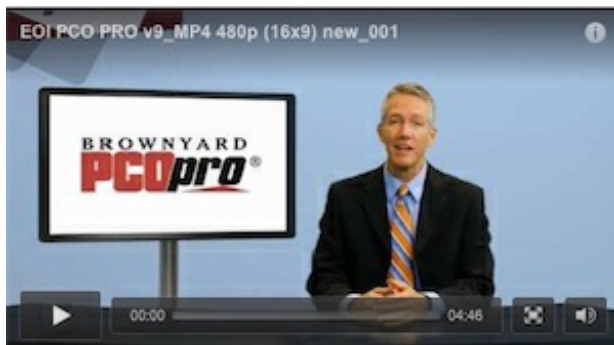 EOI PCO PRO v9_MP4 480p (16x9) new_001
BROWNYARD
PCOpro®
00:00
04:46